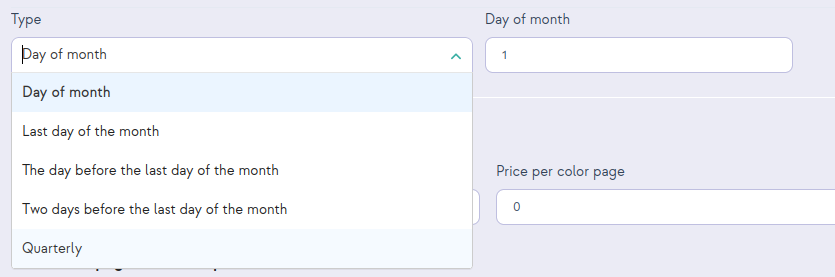 Type
Day of month
Day of month
1
Day of month
Last day of the month
The day before the last day of the month
Two days before the last day of the month
Quarterly
Price per color page
0